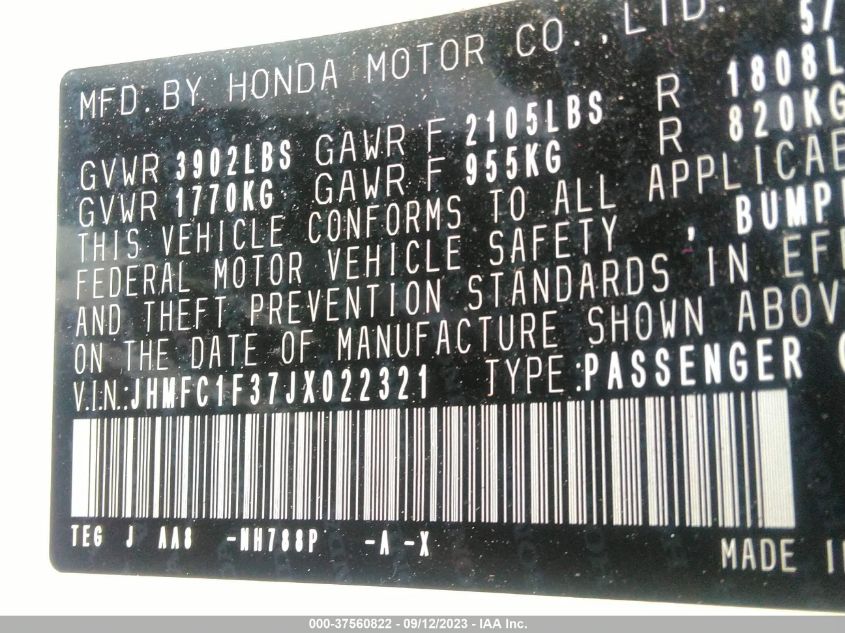 MFD. BY HONDA MOTOR CO., LTD. 5/
GVWR 3902LBS GAWR F 2105LBS R 1808L
GVWR 1770KG GAWR F 955KG R 820KG
THIS VEHICLE CONFORMS TO ALL APPLICAB
FEDERAL MOTOR VEHICLE SAFETY , BUMP
AND THEFT PREVENTION STANDARDS IN EFF
ON THE DATE OF MANUFACTURE SHOWN ABOV
V.I.N.:JHMFC1F37JX022321 TYPE:PASSENGER
TEG J AA8 -NH788P -A -X
MADE I
000-37560822 - 09/12/2023 - IAA Inc.